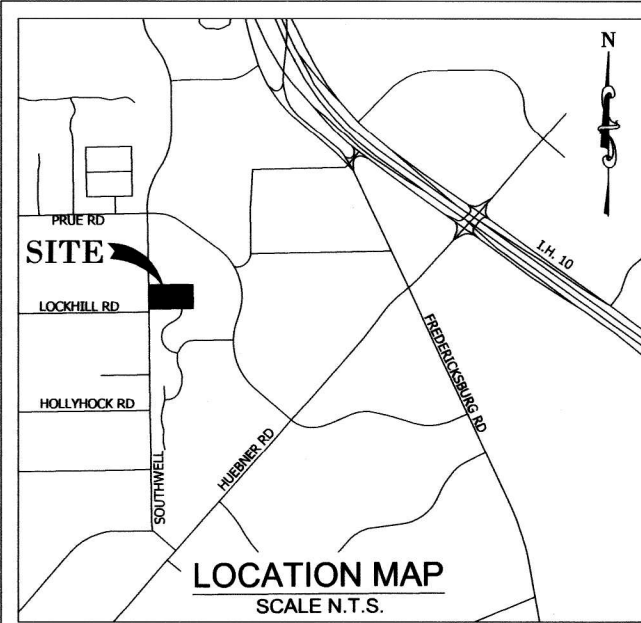 N
PRUE RD
SITE
I.H. 10
LOCKHILL RD
FREDERICKSBURG RD
HOLLYHOCK RD
HUEBNER RD
SOUTHWELL
LOCATION MAP
SCALE N.T.S.